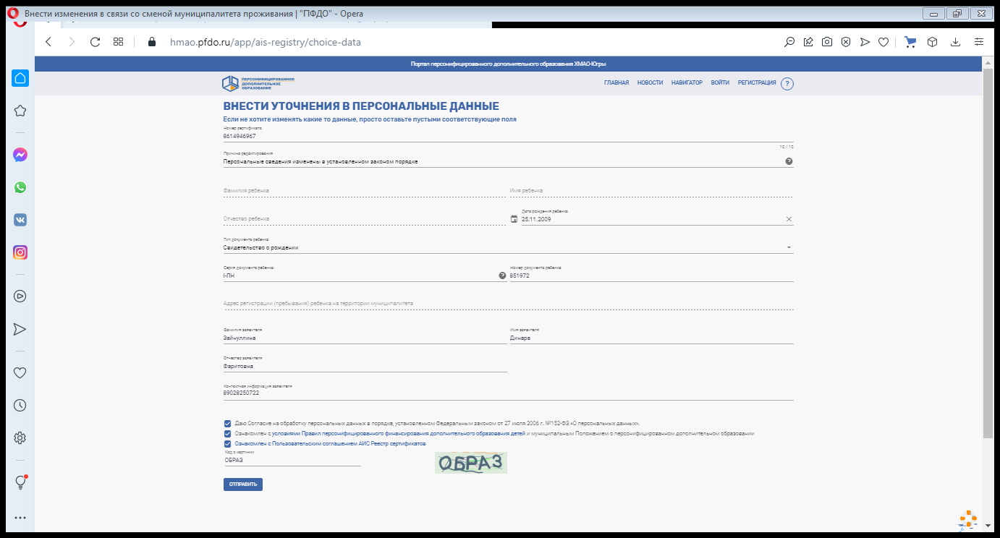 Внести изменения в связи со сменой муниципалитета проживания | "ПФДО" - Opera
hmao.pfdo.ru/app/ais-registry/choice-data
Портал персонифицированного дополнительного образования ХМАО-Югры
ПЕРСОНИФИЦИРОВАННОЕ
ДОПОЛНИТЕЛЬНОЕ
ОБРАЗОВАНИЕ
ГЛАВНАЯ НОВОСТИ НАВИГАТОР ВОЙТИ РЕГИСТРАЦИЯ ?
ВНЕСТИ УТОЧНЕНИЯ В ПЕРСОНАЛЬНЫЕ ДАННЫЕ
Если не хотите изменять какие то данные, просто оставьте пустыми соответствующие поля
Номер сертификата
8614946967
10 / 10
Причина редактирования
Персональные сведения изменены в установленном законом порядке
Фамилия ребенка Имя ребенка
Дата рождения ребенка
Отчество ребенка 25.11.2009
Тип документа ребенка
Свидетельство о рождении
Серия документа ребенка Номер документа ребенка
I-ПН 851972
Адрес регистрации (пребывания) ребенка на территории муниципалитета
Фамилия заявителя Имя заявителя
Зайнуллина Динара
Отчество заявителя
Фаритовна
Контактная информация заявителя
89028250722
Даю Согласие на обработку персональных данных в порядке, установленном Федеральным законом от 27 июля 2006 г. №152-ФЗ «О персональных данных».
Ознакомлен с условиями Правил персонифицированного финансирования дополнительного образования детей и муниципальным Положением о персонифицированном дополнительном образовании
Ознакомлен с Пользовательским соглашением АИС Реестр сертификатов
Код с картинки
ОБРАЗ ОБРАЗ
ОТПРАВИТЬ